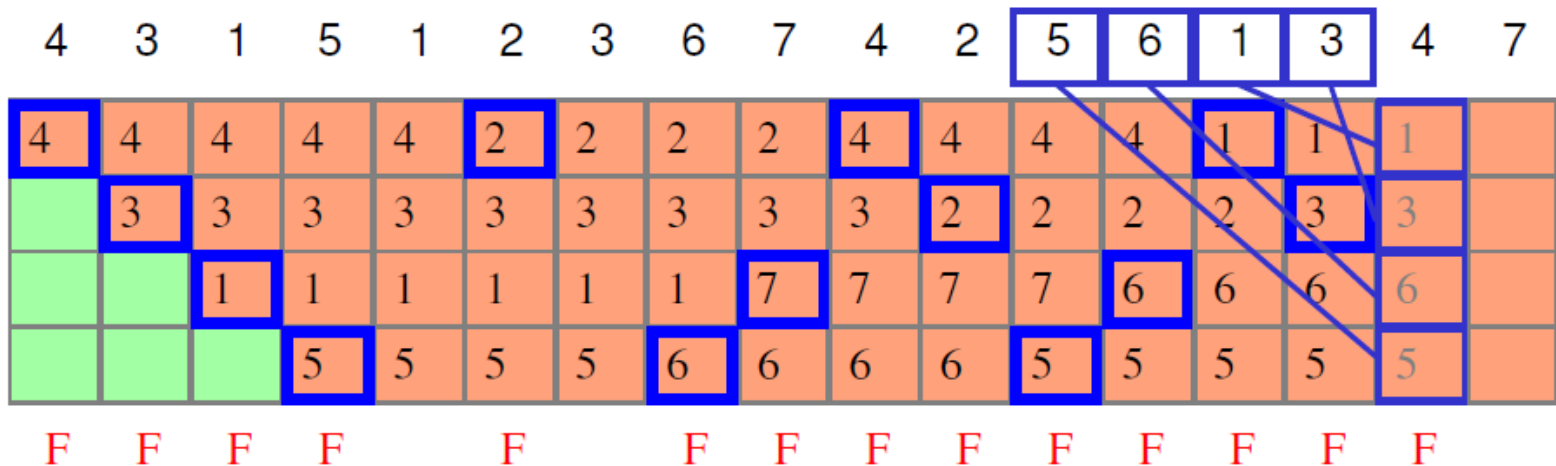 4 3 1 5 1 2 3 6 7 4 2 5 6 1 3 4 7
4 4 4 4 4 2 2 2 2 4 4 4 4 1 1 1
3 3 3 3 3 3 3 3 3 2 2 2 2 3 3
1 1 1 1 1 1 7 7 7 7 6 6 6 6
5 5 5 5 6 6 6 6 5 5 5 5 5
F F F F F F F F F F F F F F